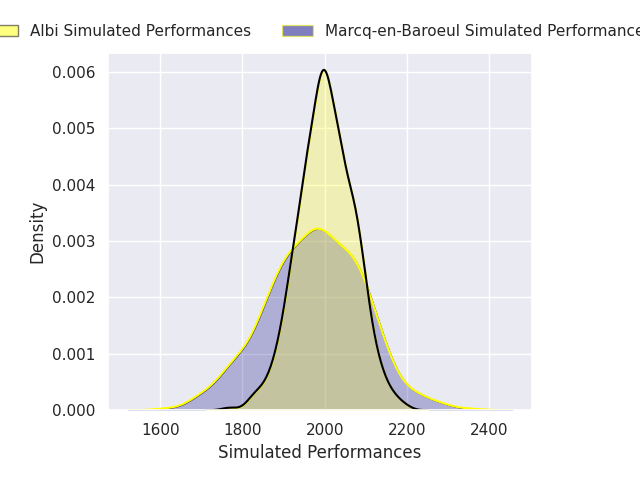 Albi Simulated Performances Marcq-en-Baroeul Simulated Performance
0.006
0.005
0.004
0.003
0.002
0.001
0.000
Density
1600 1800 2000 2200 2400
Simulated Performances